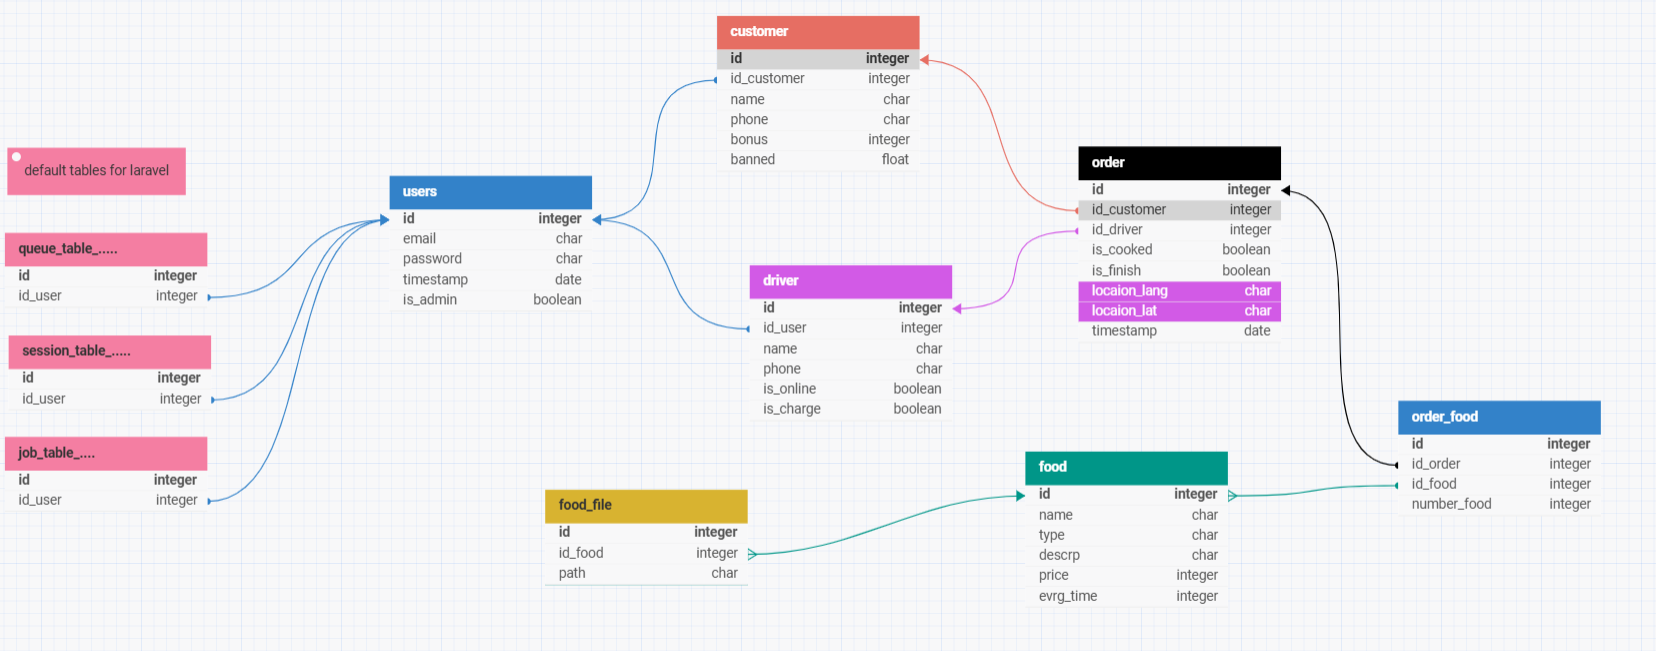 default tables for laravel
queue_table_.....
id integer
id_user integer
session_table_.....
id integer
id_user integer
job_table_....
id integer
id_user integer
users
id integer
email char
password char
timestamp date
is_admin boolean
customer
id integer
id_customer integer
name char
phone char
bonus integer
banned float
driver
id integer
id_user integer
name char
phone char
is_online boolean
is_charge boolean
food_file
id integer
id_food integer
path char
order
id integer
id_customer integer
id_driver integer
is_cooked boolean
is_finish boolean
locaion_lang char
locaion_lat char
timestamp date
food
id integer
name char
type char
descrp char
price integer
evrg_time integer
order_food
id integer
id_order integer
id_food integer
number_food integer